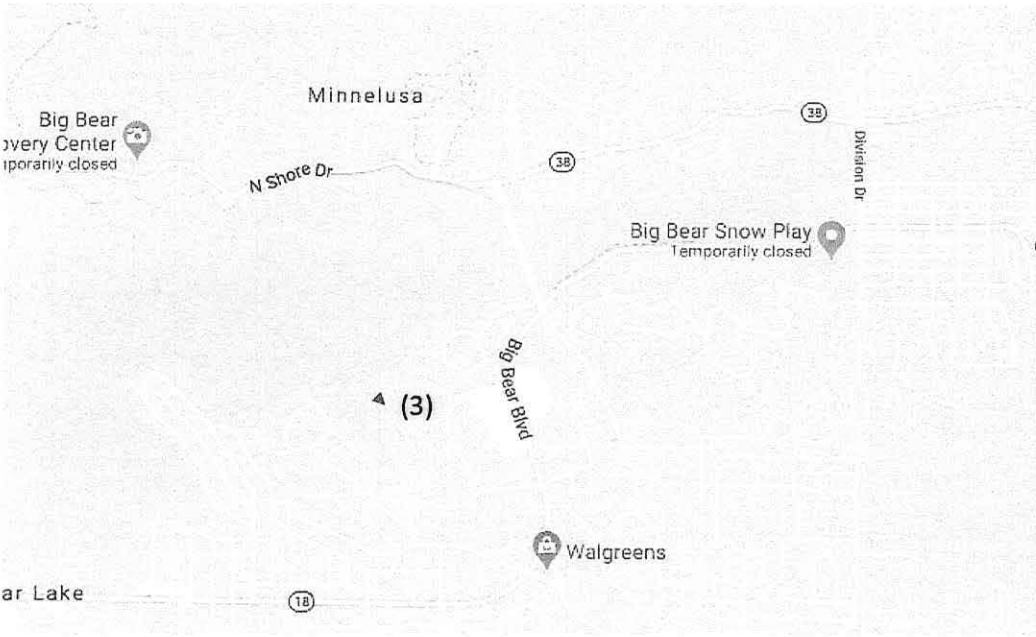 Minnelusa
Big Bear
overy Center
nporarily closed
38
38
N Shore Dr
Division Dr
Big Bear Snow Play
Temporarily closed
Big Bear Blvd
(3)
Walgreens
ar Lake
18